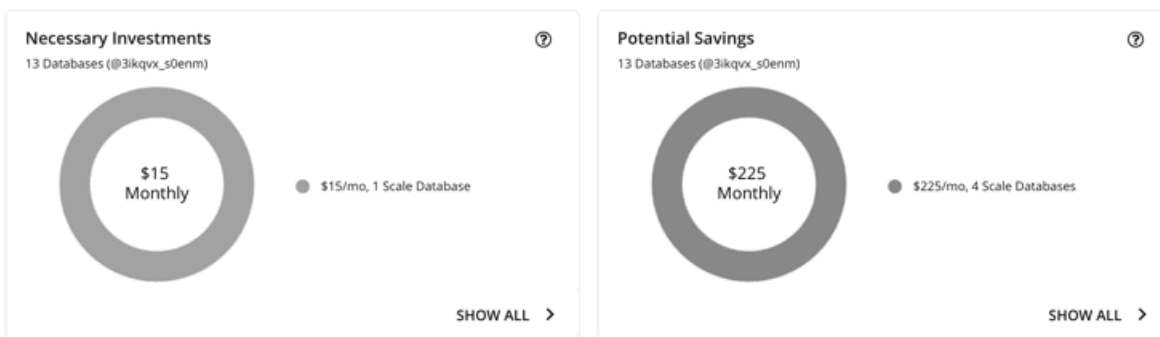 Necessary Investments
13 Databases (@3ikqvx_s0enm)
$15
Monthly
$15/mo, 1 Scale Database
SHOW ALL
Potential Savings
13 Databases (@3ikqvx_s0enm)
$225
Monthly
$225/mo, 4 Scale Databases
SHOW ALL